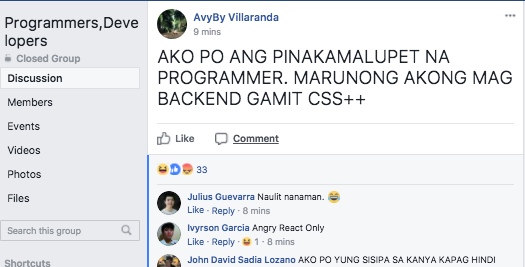 Programmers,Deve
lopers
Closed Group
Discussion
Members
Events
Videos
Photos
Files
Search this group
Shortcuts
AvyBy Villaranda
9 mins
AKO PO ANG PINAKAMALUPET NA
PROGRAMMER. MARUNONG AKONG MAG
BACKEND GAMIT CSS++
Like Comment
33
Julius Guevarra Naulit nanaman. 😂
Like · Reply · 8 mins
Ivyrson Garcia Angry React Only
Like · Reply · 😆 1 · 8 mins
John David Sadia Lozano AKO PO YUNG SISIPA SA KANYA KAPAG HINDI